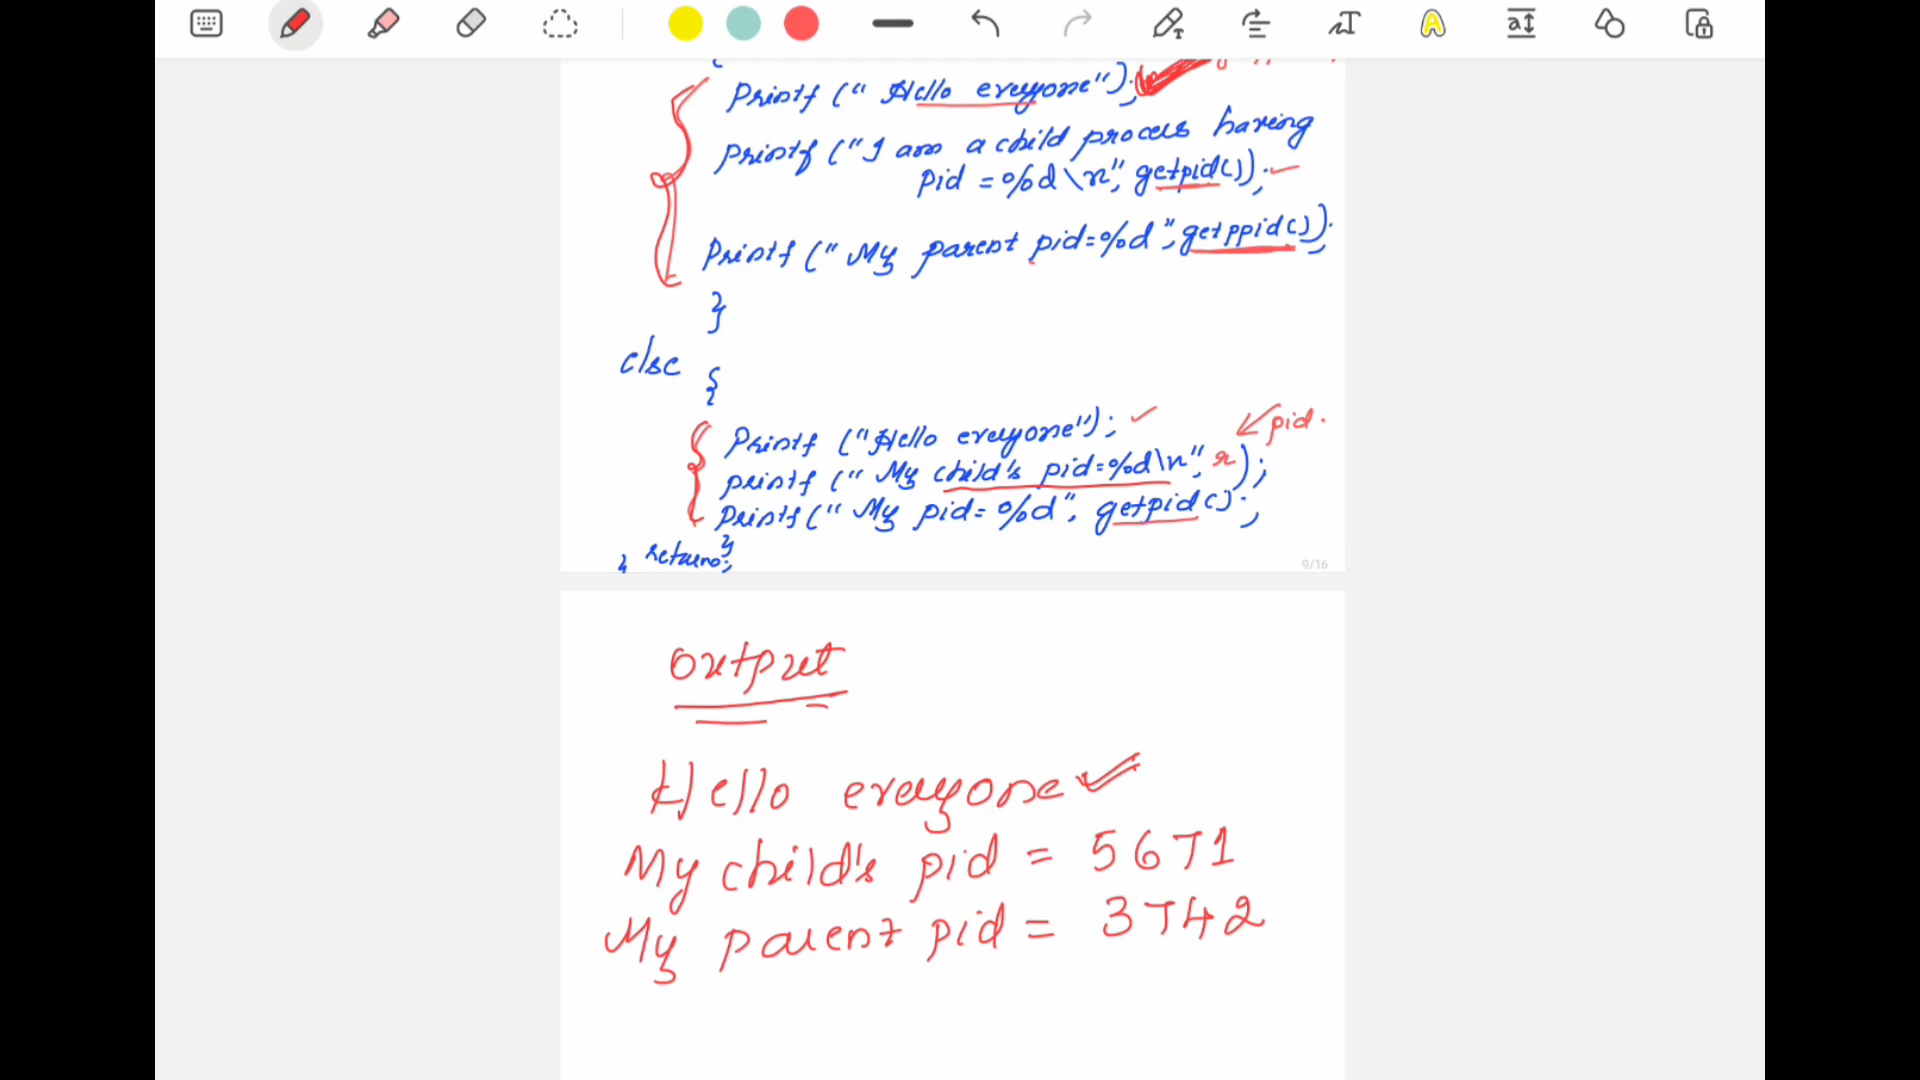 {
printf (" Hello everyone");
printf ("I am a child process having
pid = %d\n", getpid());
printf (" My parent pid=%d", getppid());
}
else {
printf ("Hello everyone"); pid.
printf (" My child's pid=%d\n", r);
printf (" My pid= %d", getpid();
}
} return;
9/16
output
Hello everyone
My child's pid = 5671
My parent pid = 3742